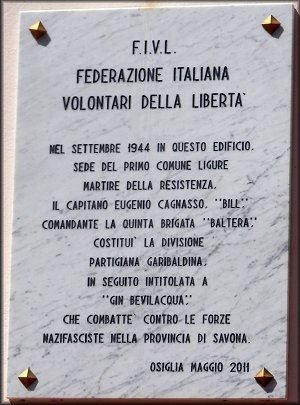 F.I.V.L.
FEDERAZIONE ITALIANA
VOLONTARI DELLA LIBERTA`
NEL SETTEMBRE 1944 IN QUESTO EDIFICIO.
SEDE DEL PRIMO COMUNE LIGURE
MARTIRE DELLA RESISTENZA.
IL CAPITANO EUGENIO CAGNASSO. "BILL".
COMANDANTE LA QUINTA BRIGATA "BALTERA".
COSTITUI` LA DIVISIONE
PARTIGIANA GARIBALDINA.
IN SEGUITO INTITOLATA A
"GIN BEVILACQUA".
CHE COMBATTE` CONTRO LE FORZE
NAZIFASCISTE NELLA PROVINCIA DI SAVONA.
OSIGLIA MAGGIO 2011